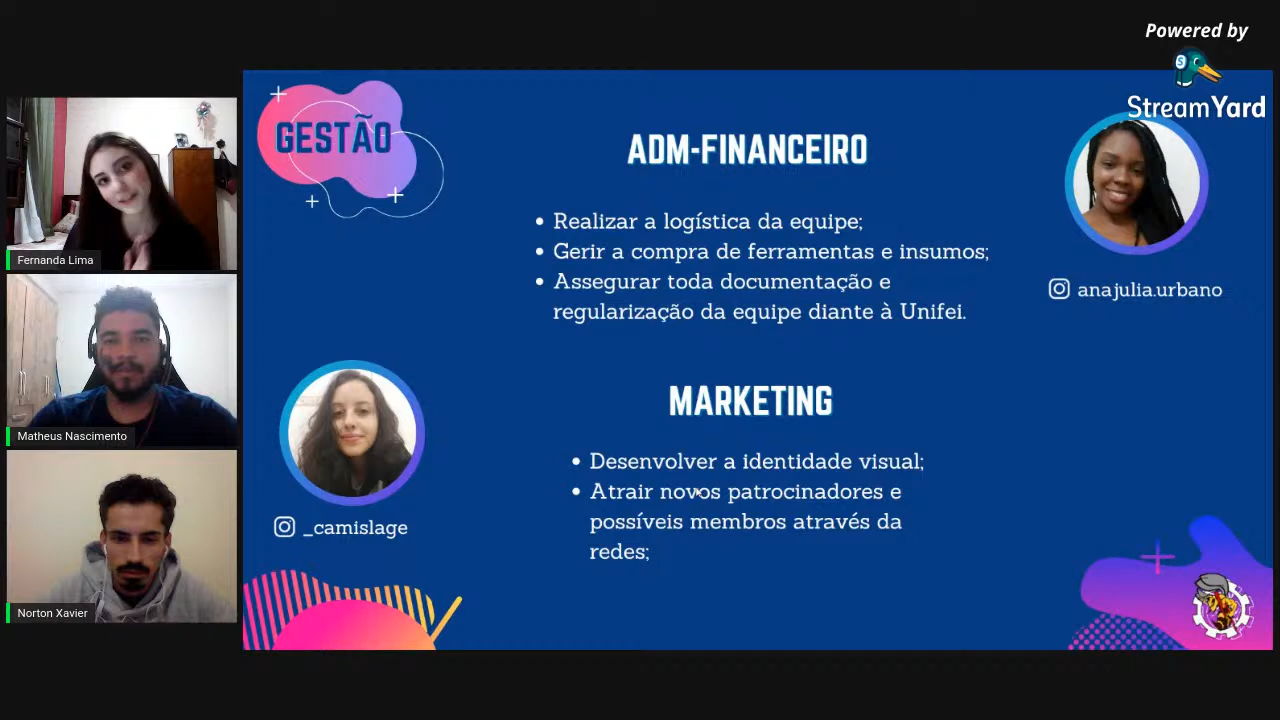 Powered by
StreamYard
GESTÃO
ADM-FINANCEIRO
Realizar a logística da equipe;
Gerir a compra de ferramentas e insumos;
Assegurar toda documentação e
regularização da equipe diante à Unifei.
anajulia.urbano
MARKETING
Desenvolver a identidade visual;
Atrair novos patrocinadores e
possíveis membros através da
redes;
_camislage
Fernanda Lima
Matheus Nascimento
Norton Xavier